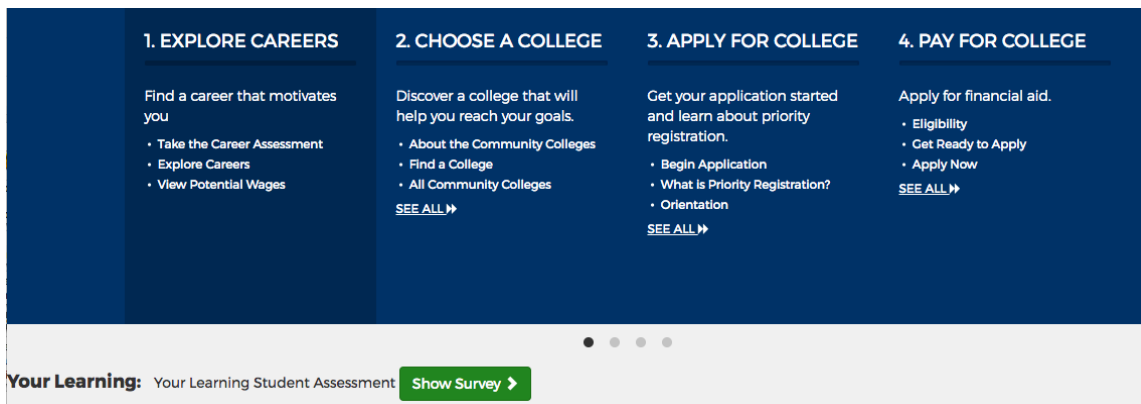 1. EXPLORE CAREERS
Find a career that motivates
you
• Take the Career Assessment
• Explore Careers
• View Potential Wages
2. CHOOSE A COLLEGE
Discover a college that will
help you reach your goals.
• About the Community Colleges
• Find a College
• All Community Colleges
SEE ALL
3. APPLY FOR COLLEGE
Get your application started
and learn about priority
registration.
• Begin Application
• What is Priority Registration?
• Orientation
SEE ALL
4. PAY FOR COLLEGE
Apply for financial aid.
• Eligibility
• Get Ready to Apply
• Apply Now
SEE ALL
Your Learning: Your Learning Student Assessment Show Survey